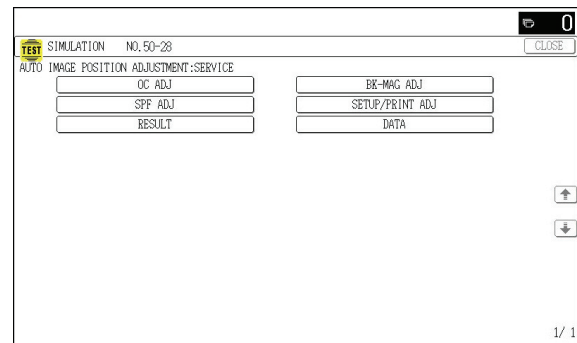 0
TEST SIMULATION NO.50-28 CLOSE
AUTO IMAGE POSITION ADJUSTMENT:SERVICE
OC ADJ BK-MAG ADJ
SPF ADJ SETUP/PRINT ADJ
RESULT DATA
1/ 1